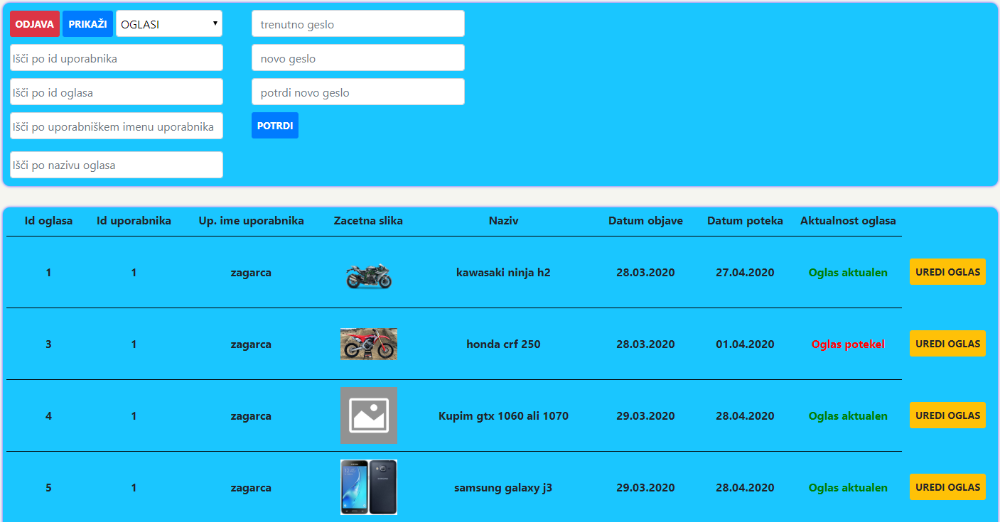 ODJAVA PRIKAŽI OGLASI trenutno geslo
Išči po id uporabnika novo geslo
Išči po id oglasa potrdi novo geslo
Išči po uporabniškem imenu uporabnika POTRDI
Išči po nazivu oglasa
Id oglasa Id uporabnika Up. ime uporabnika Zacetna slika Naziv Datum objave Datum poteka Aktualnost oglasa
1 1 zagarca kawasaki ninja h2 28.03.2020 27.04.2020 Oglas aktualen UREDI OGLAS
3 1 zagarca honda crf 250 28.03.2020 01.04.2020 Oglas potekel UREDI OGLAS
4 1 zagarca Kupim gtx 1060 ali 1070 29.03.2020 28.04.2020 Oglas aktualen UREDI OGLAS
5 1 zagarca samsung galaxy j3 29.03.2020 28.04.2020 Oglas aktualen UREDI OGLAS